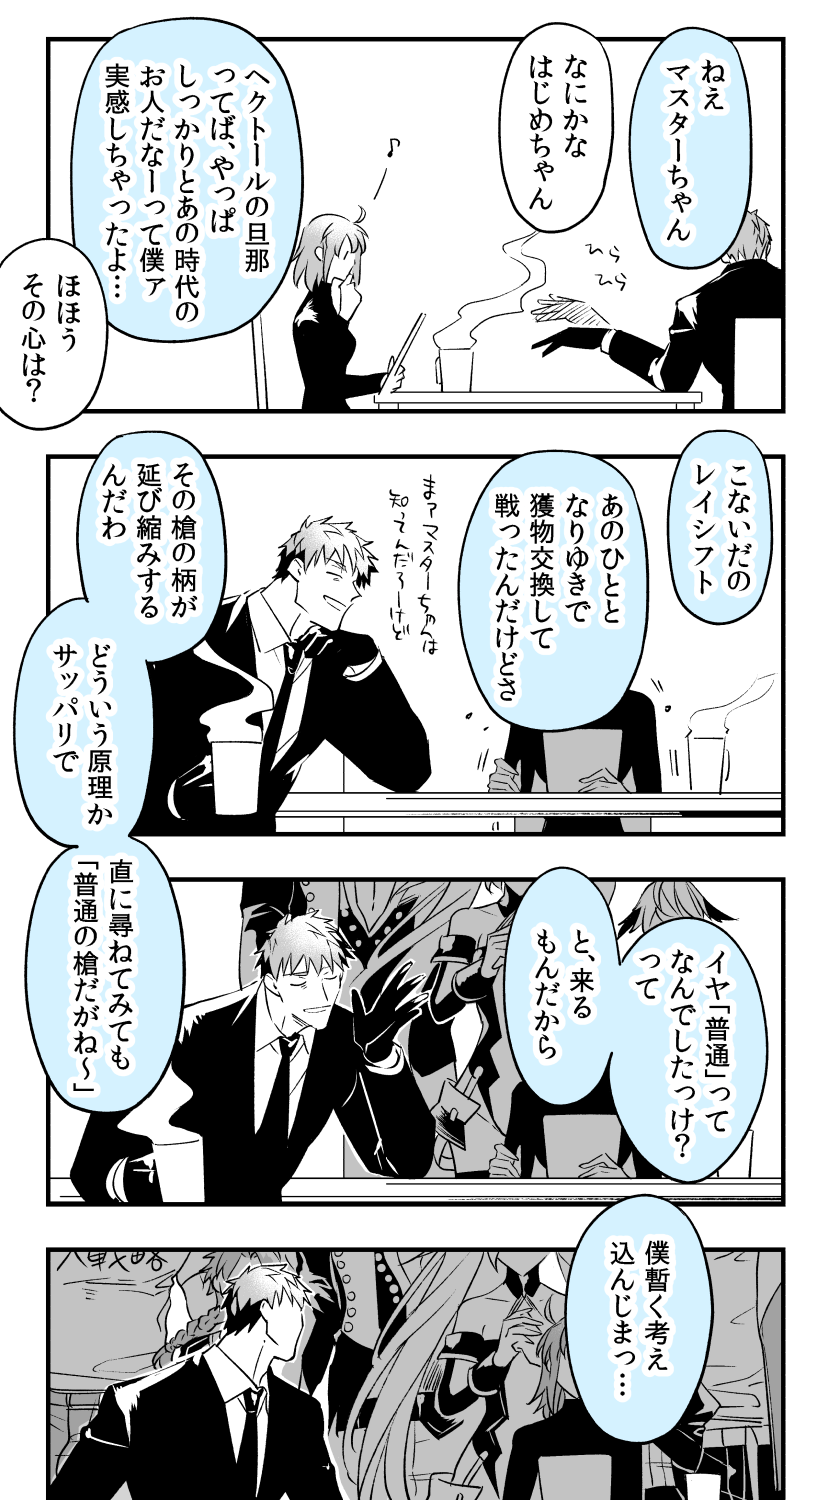 ねえ
マスターちゃん
なにかな
はじめちゃん
ひら
ひら
ヘクトールの旦那
ってば、やっぱ
しっかりとあの時代の
お人だなーって僕ァ
実感しちゃったよ…
ほほう
その心は?
こないだの
レイシフト
あのひとと
なりゆきで
獲物交換して
戦ったんだけどさ
まァマスターちゃんは
知ってんだろーけど
その槍の柄が
延び縮みする
んだわ
どういう原理か
サッパリで
直に尋ねてみても
「普通の槍だがね〜」
と、来る
もんだから
イヤ「普通」って
なんでしたっけ?
って
僕暫く考え
込んじまっ…
戦略